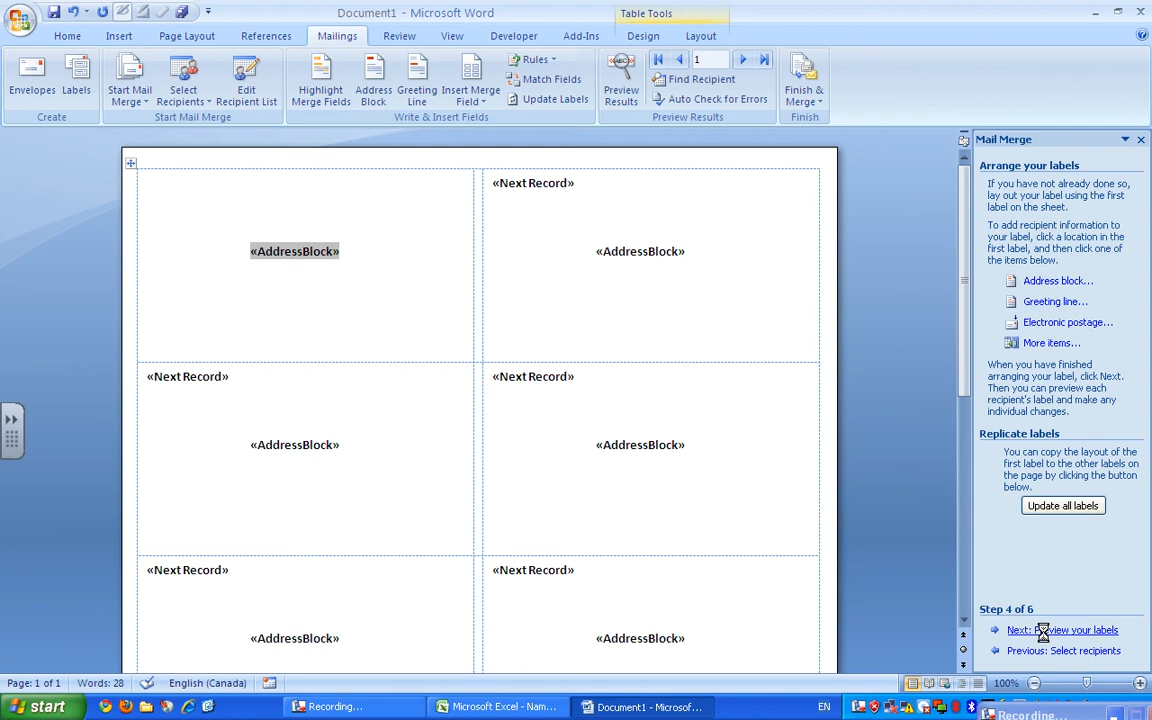 Document1 - Microsoft Word
Table Tools
Home Insert Page Layout References Mailings Review View Developer Add-Ins Design Layout
Envelopes Labels Start Mail Merge Select Recipients Edit Recipient List Highlight Merge Fields Address Block Greeting Line Insert Merge Field Rules Preview Results 1 Finish & Merge
Match Fields Find Recipient
Update Labels Auto Check for Errors
Create Start Mail Merge Write & Insert Fields Preview Results Finish
Mail Merge
«Next Record»
«AddressBlock» «AddressBlock»
«Next Record» «Next Record»
«AddressBlock» «AddressBlock»
«Next Record» «Next Record»
«AddressBlock» «AddressBlock»
Arrange your labels
If you have not already done so,
lay out your label using the first
label on the sheet.
To add recipient information to
your label, click a location in the
first label, and then click one of
the items below.
Address block...
Greeting line...
Electronic postage...
More items...
When you have finished
arranging your label, click Next.
Then you can preview each
recipient's label and make any
individual changes.
Replicate labels
You can copy the layout of the
first label to the other labels on
the page by clicking the button
below.
Update all labels
Step 4 of 6
Next: Preview your labels
Previous: Select recipients
Page: 1 of 1 Words: 28 English (Canada) 100%
start Recording... Microsoft Excel - Nam... Document1 - Microsof... EN
Recording...